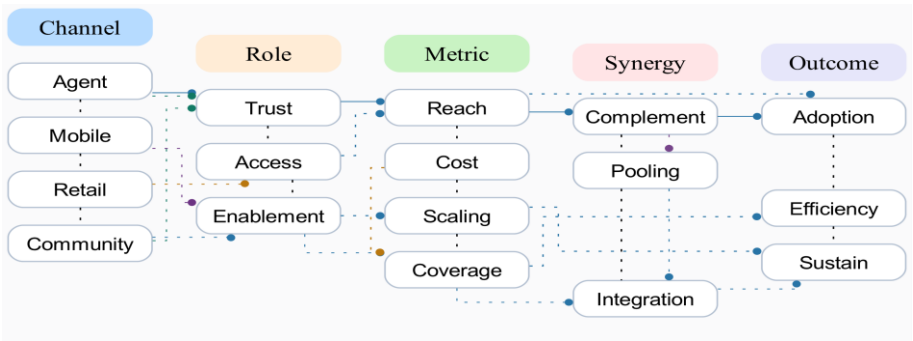 Channel
Agent
Mobile
Retail
Community
Role
Trust
Access
Enablement
Metric
Reach
Cost
Scaling
Coverage
Synergy
Complement
Pooling
Integration
Outcome
Adoption
Efficiency
Sustain